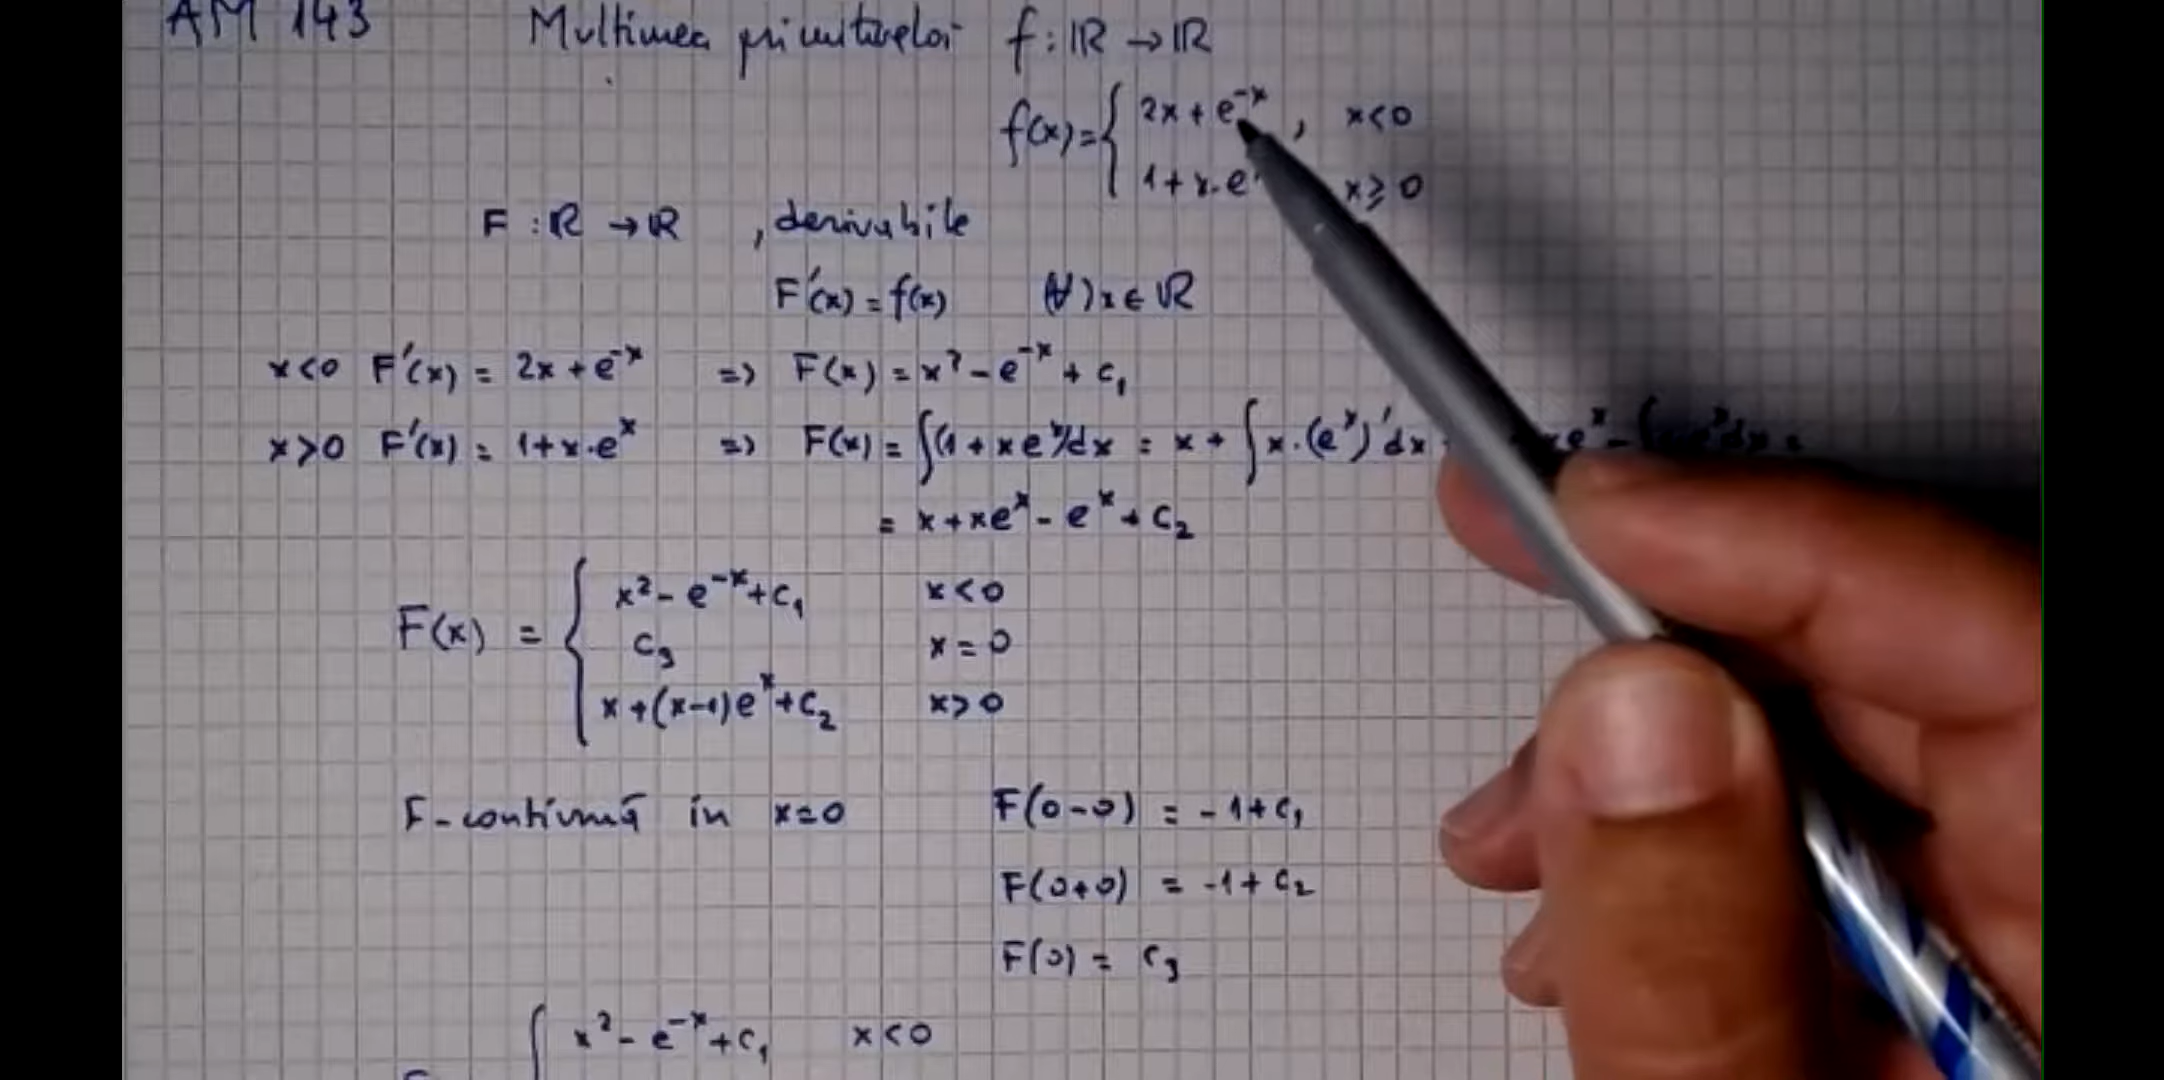 AM 143 Multimea primitivelor f : ℝ → ℝ
f(x) = { 2x + e^{-x} , x<0
1 + x·e x ⩾ 0
F : ℝ → ℝ , derivabile
F'(x) = f(x) (∀) x ∈ ℝ
x<0 F'(x) = 2x + e^{-x} => F(x) = x² - e^{-x} + c₁
x>0 F'(x) = 1 + x·e^x => F(x) = ∫(1 + x e^x)dx = x + ∫ x·(e^x)' dx
= x + xe^x - e^x + c₂
F(x) = { x² - e^{-x} + c₁ x<0
c₃ x = 0
x + (x-1)e^x + c₂ x>0
F-continuă în x=0 F(0-0) = -1 + c₁
F(0+0) = -1 + c₂
F(0) = c₃
x² - e^{-x} + c₁ x<0